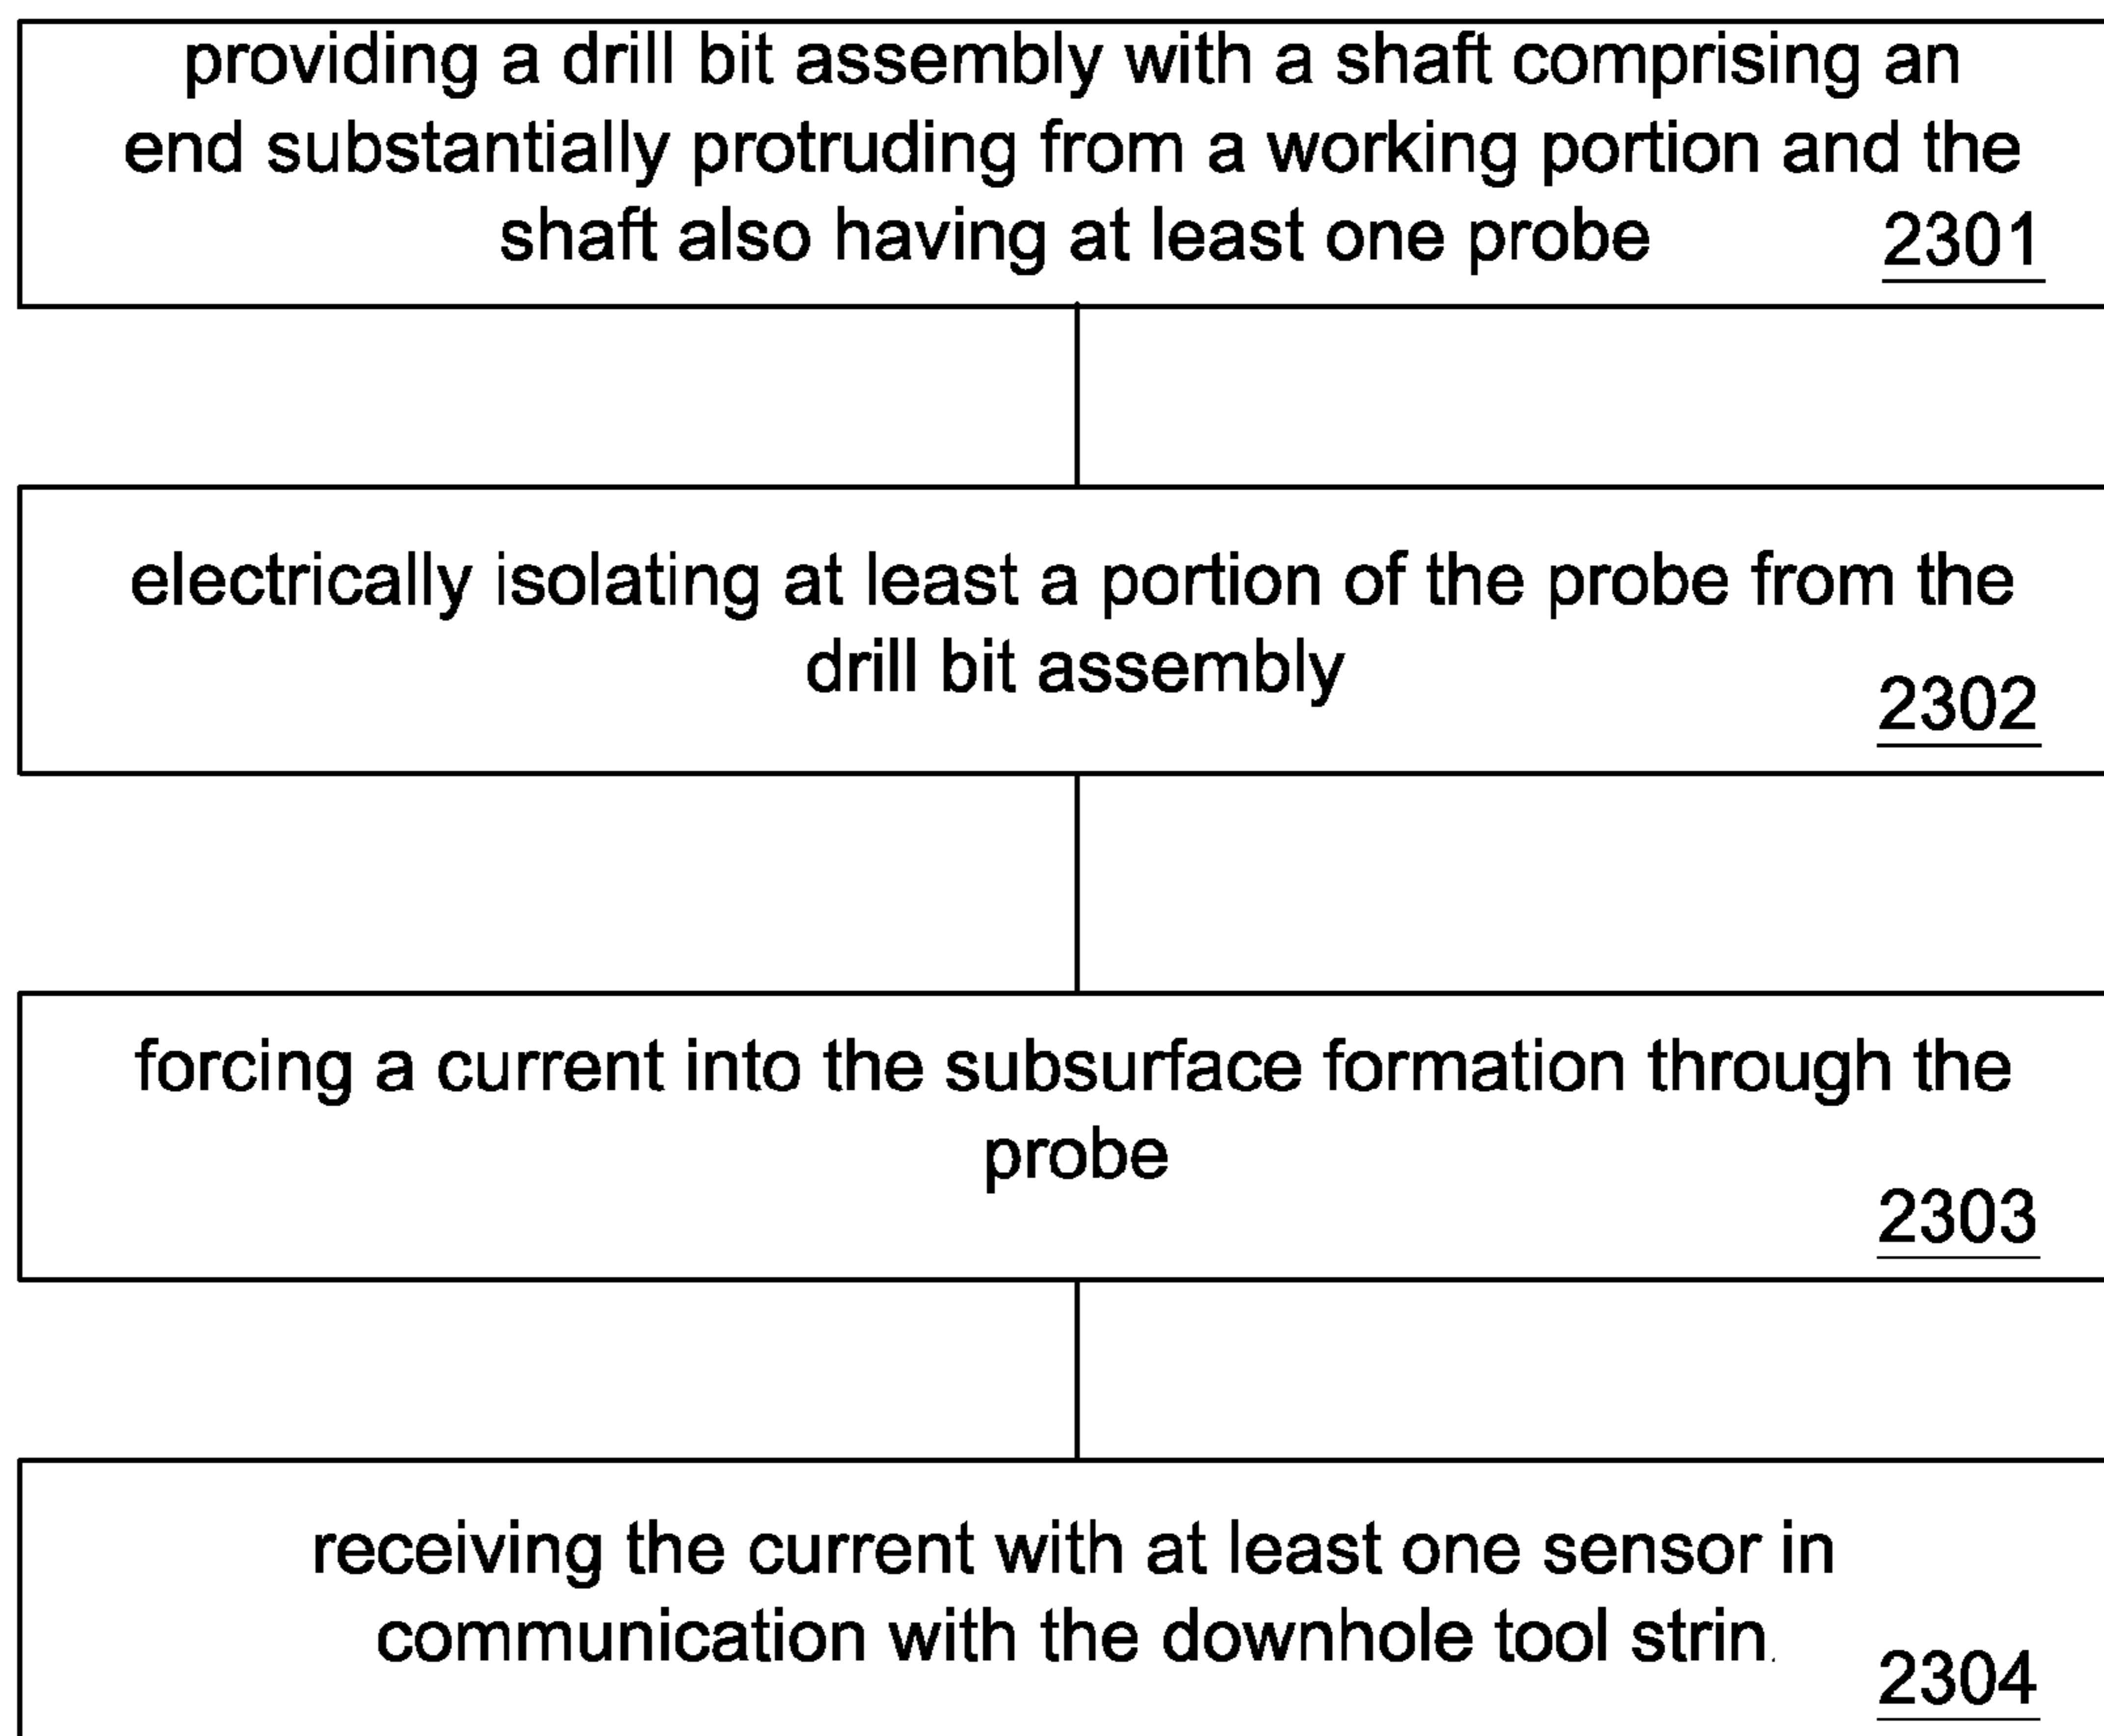 providing a drill bit assembly with a shaft comprising an
end substantially protruding from a working portion and the
shaft also having at least one probe 2301
electrically isolating at least a portion of the probe from the
drill bit assembly
2302
forcing a current into the subsurface formation through the
probe
2303
receiving the current with at least one sensor in
communication with the downhole tool strin.
2304